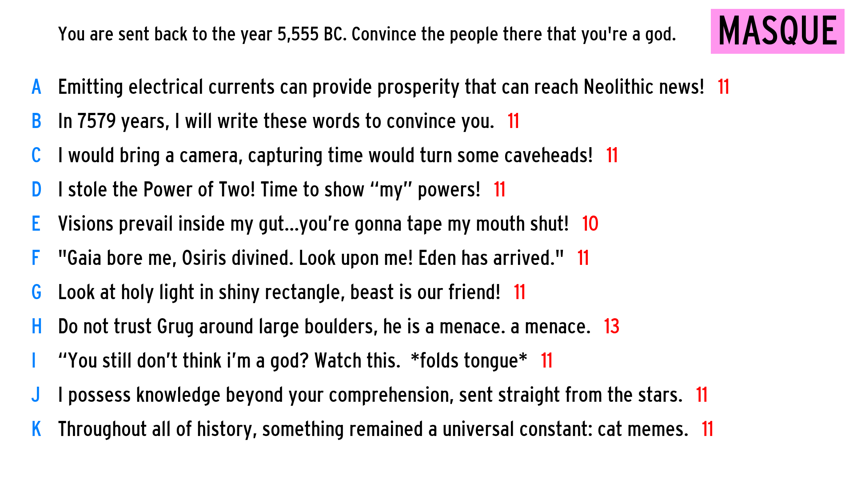 You are sent back to the year 5,555 BC. Convince the people there that you're a god.
MASQUE
A Emitting electrical currents can provide prosperity that can reach Neolithic news! 11
B In 7579 years, I will write these words to convince you. 11
C I would bring a camera, capturing time would turn some caveheads! 11
D I stole the Power of Two! Time to show “my” powers! 11
E Visions prevail inside my gut...you’re gonna tape my mouth shut! 10
F "Gaia bore me, Osiris divined. Look upon me! Eden has arrived." 11
G Look at holy light in shiny rectangle, beast is our friend! 11
H Do not trust Grug around large boulders, he is a menace. a menace. 13
I “You still don’t think i’m a god? Watch this. *folds tongue* 11
J I possess knowledge beyond your comprehension, sent straight from the stars. 11
K Throughout all of history, something remained a universal constant: cat memes. 11